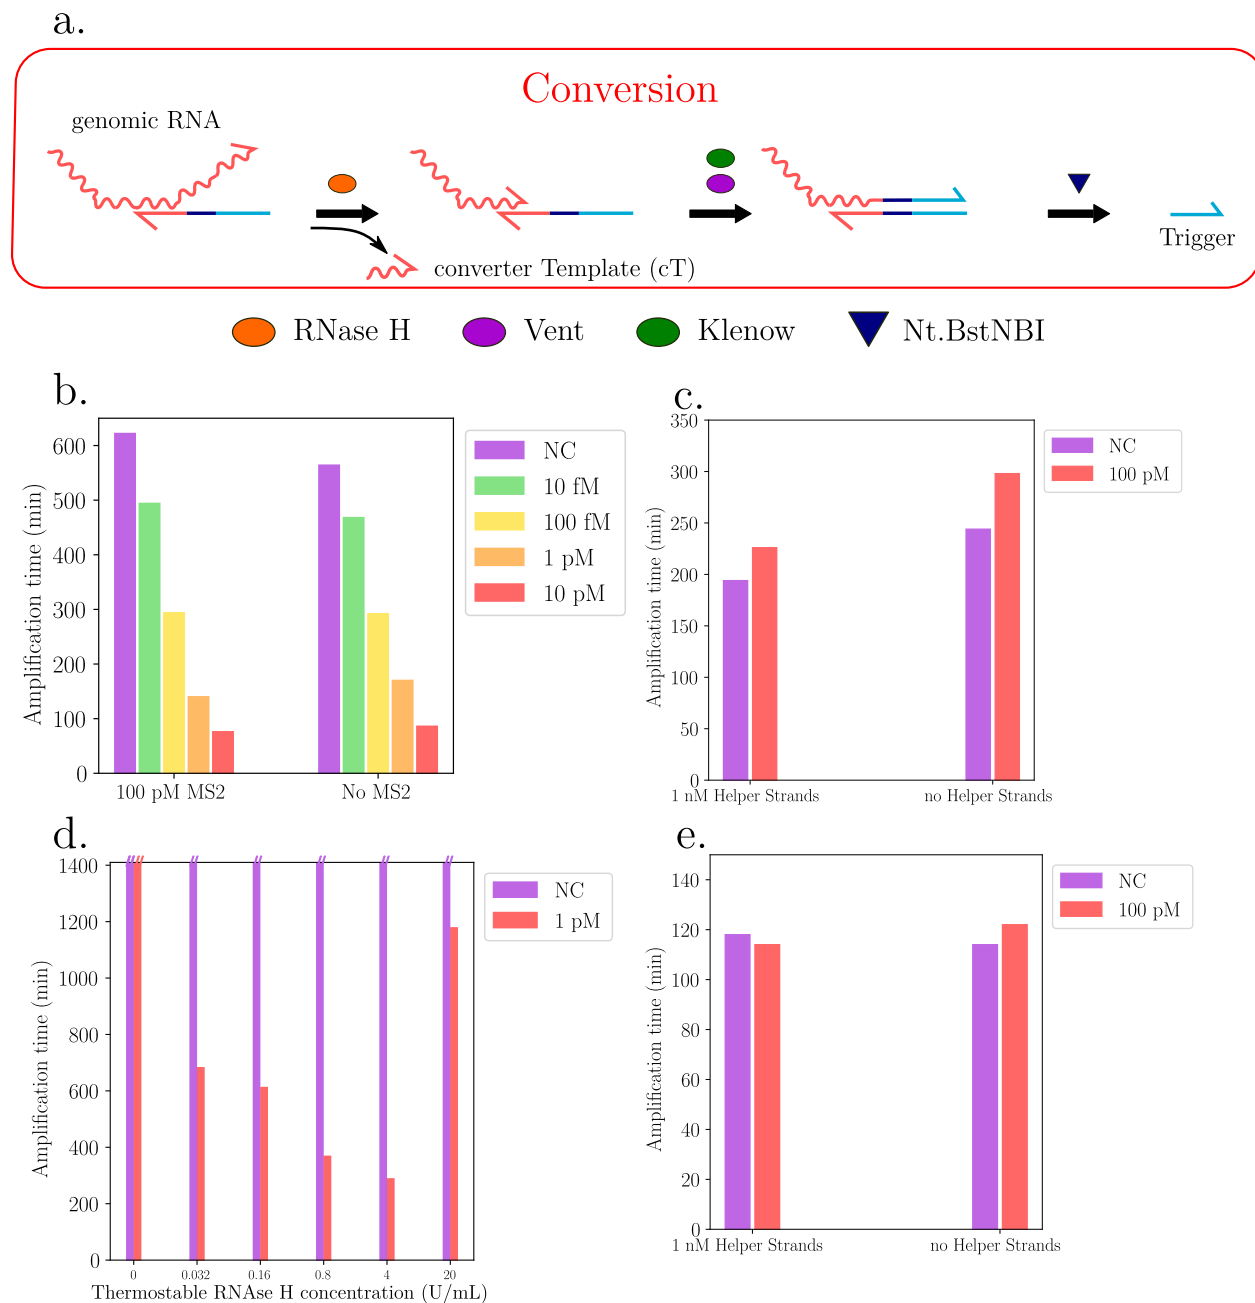 a.
Conversion
genomic RNA
converter Template (cT)
Trigger
RNase H
Vent
Klenow
Nt.BstNBI
b.
Amplification time (min)
600
500
400
300
200
100
0
100 pM MS2
No MS2
NC
10 fM
100 fM
1 pM
10 pM
c.
Amplification time (min)
350
300
250
200
150
100
50
0
1 nM Helper Strands
no Helper Strands
NC
100 pM
d.
Amplification time (min)
1400
1200
1000
800
600
400
200
0
0
0.032
0.16
0.8
4
20
Thermostable RNAse H concentration (U/mL)
NC
1 pM
e.
Amplification time (min)
140
120
100
80
60
40
20
0
1 nM Helper Strands
no Helper Strands
NC
100 pM